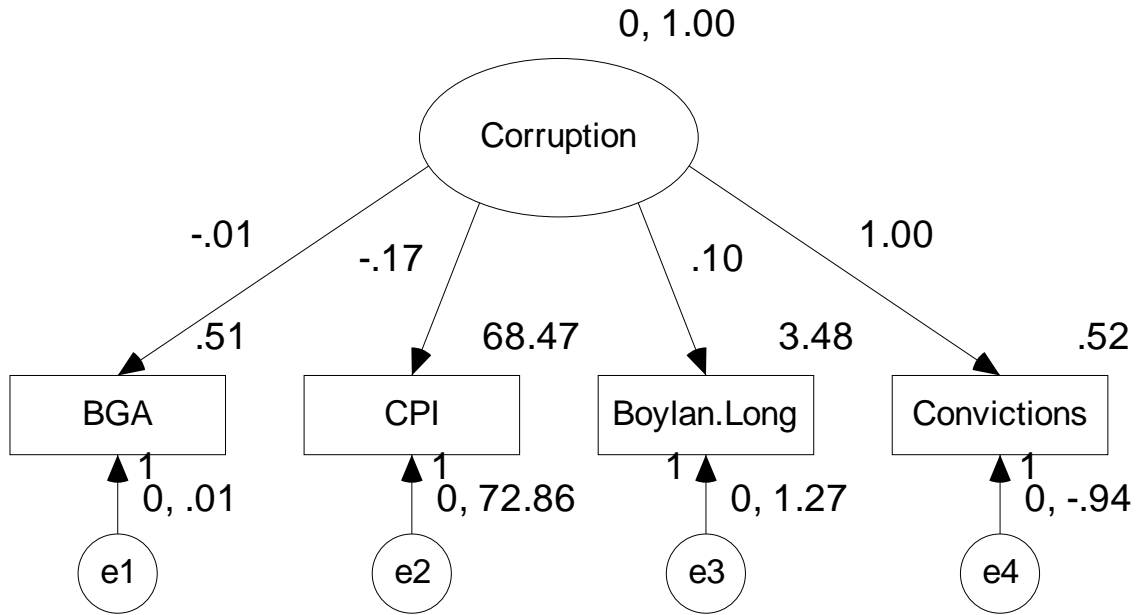 0, 1.00
Corruption
-.01
-.17
.10
1.00
.51
68.47
3.48
.52
BGA
CPI
Boylan.Long
Convictions
1
1
1
1
0, .01
0, 72.86
0, 1.27
0, -.94
e1
e2
e3
e4